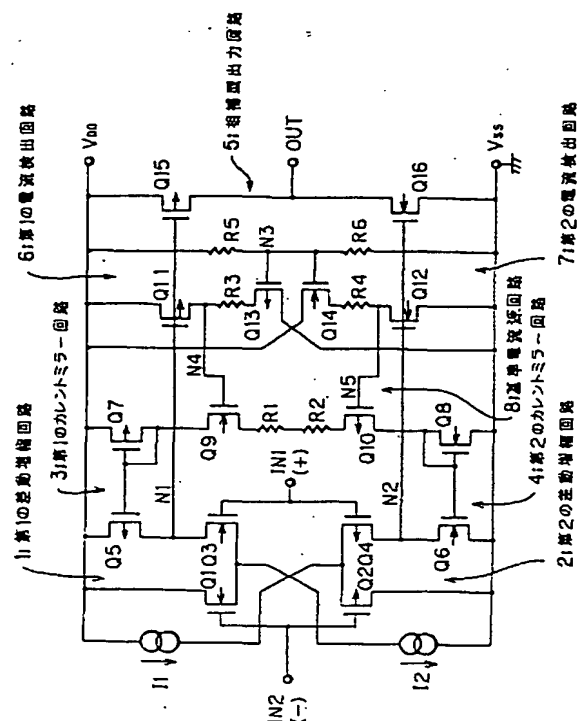 6:第1の電流検出回路
3:第1のカレントミラー回路
1:第1の差動増幅回路
5:相補型出力回路
VDD
Q15
OUT
Q16
VSS
Q11
R5
R3
N3
R6
Q13
Q14
R4
Q12
N4
N5
Q7
Q9
R1
R2
Q10
Q8
Q5
N1
IN1
(+)
N2
Q6
Q1
Q3
Q2
Q4
I1
I2
IN2
(-)
7:第2の電流検出回路
8:基準電流源回路
4:第2のカレントミラー回路
2:第2の差動増幅回路